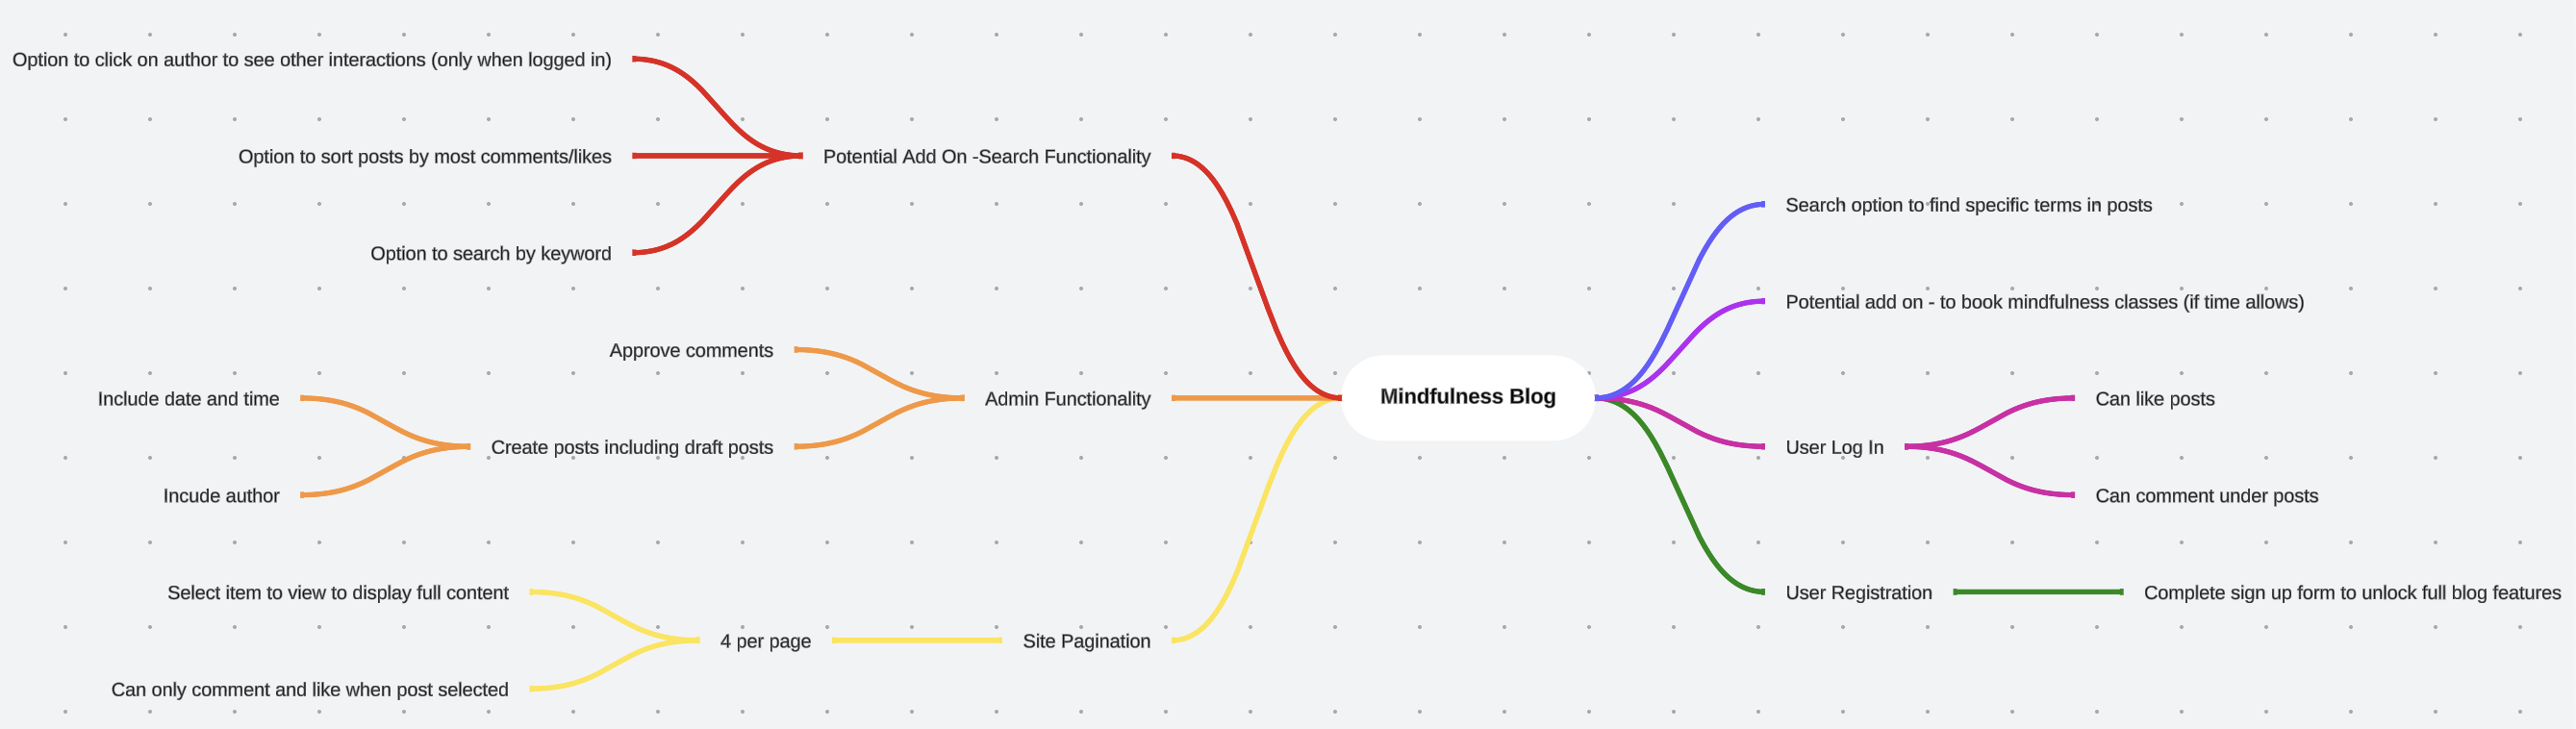 Option to click on author to see other interactions (only when logged in)
Option to sort posts by most comments/likes
Potential Add On -Search Functionality
Option to search by keyword
Approve comments
Include date and time
Admin Functionality
Create posts including draft posts
Incude author
Select item to view to display full content
4 per page
Site Pagination
Can only comment and like when post selected
Mindfulness Blog
Search option to find specific terms in posts
Potential add on - to book mindfulness classes (if time allows)
Can like posts
User Log In
Can comment under posts
User Registration
Complete sign up form to unlock full blog features